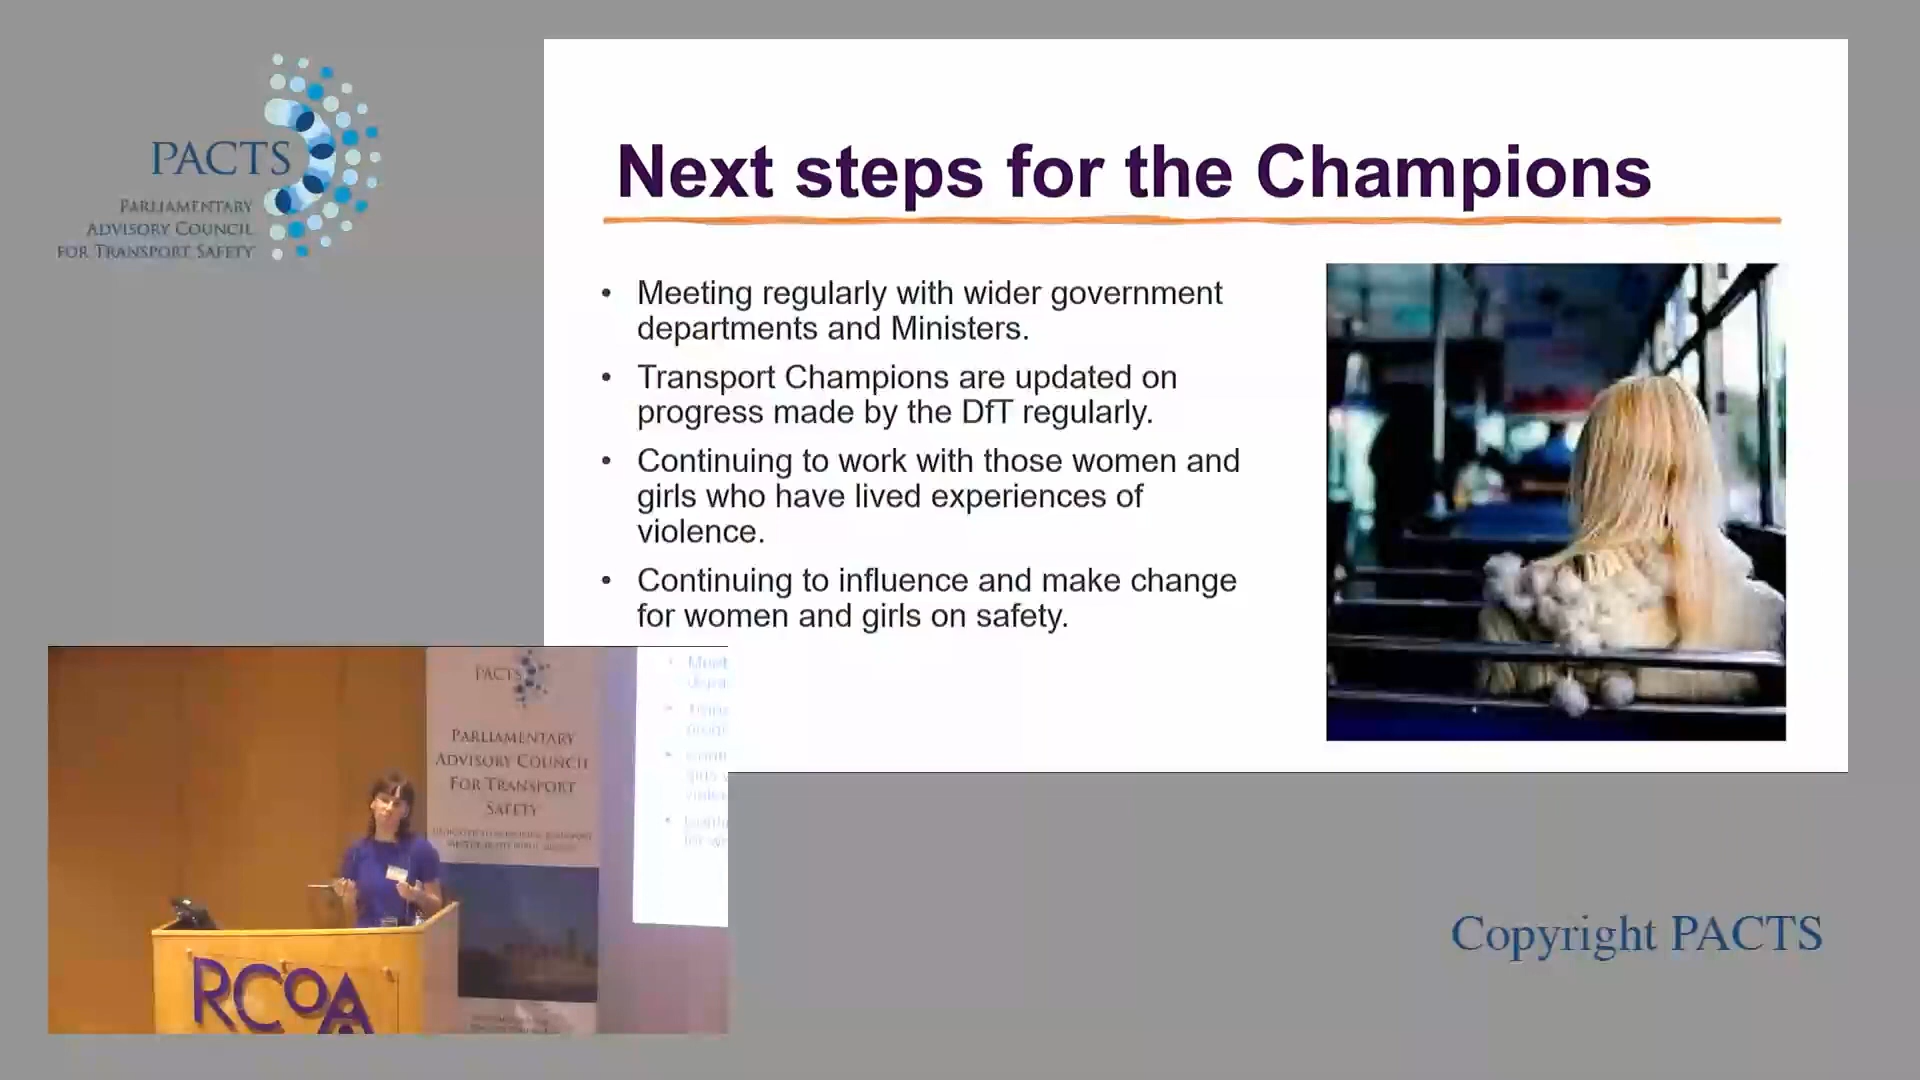 PACTS
PARLIAMENTARY
ADVISORY COUNCIL
FOR TRANSPORT SAFETY
Next steps for the Champions
• Meeting regularly with wider government
departments and Ministers.
• Transport Champions are updated on
progress made by the DfT regularly.
• Continuing to work with those women and
girls who have lived experiences of
violence.
• Continuing to influence and make change
for women and girls on safety.
PACTS
PARLIAMENTARY
ADVISORY COUNCIL
FOR TRANSPORT
SAFETY
RCOA
Copyright PACTS